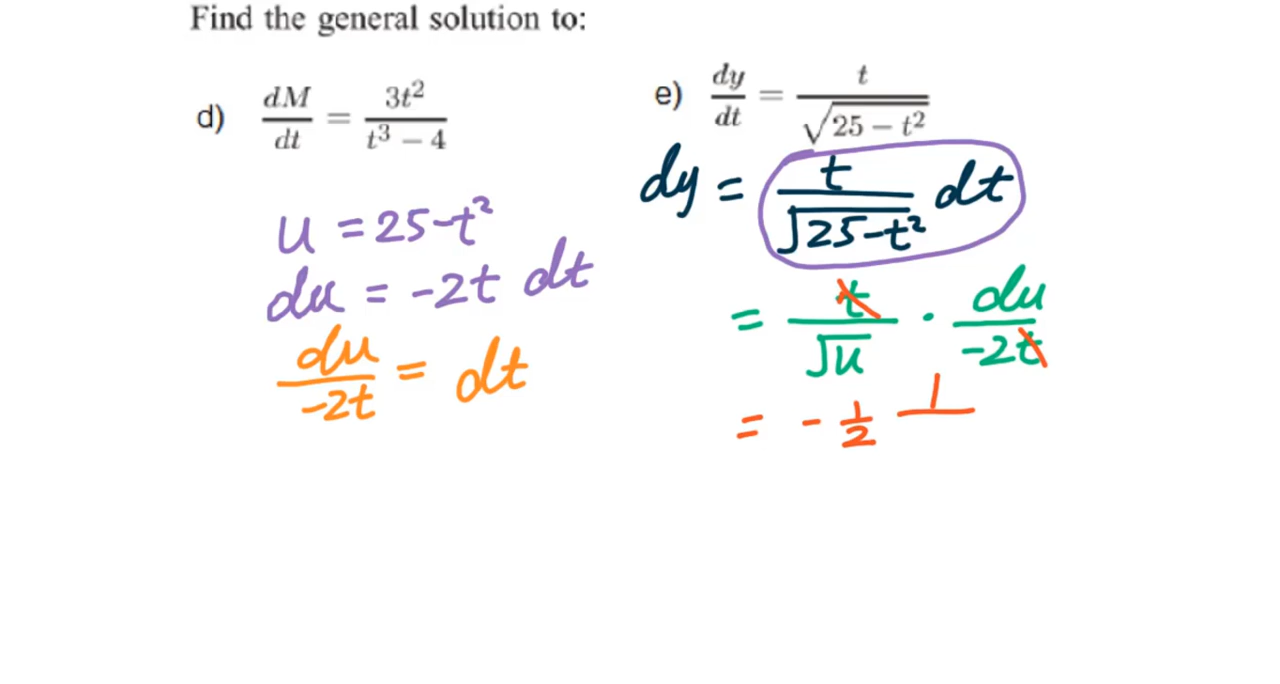 Find the general solution to:
d) dM/dt = 3t²/(t³ − 4)
e) dy/dt = t/√(25 − t²)
dy = t/√(25-t²) dt
u = 25-t²
du = -2t dt
du/-2t = dt
= t/√u · du/-2t
= - 1/2 1/